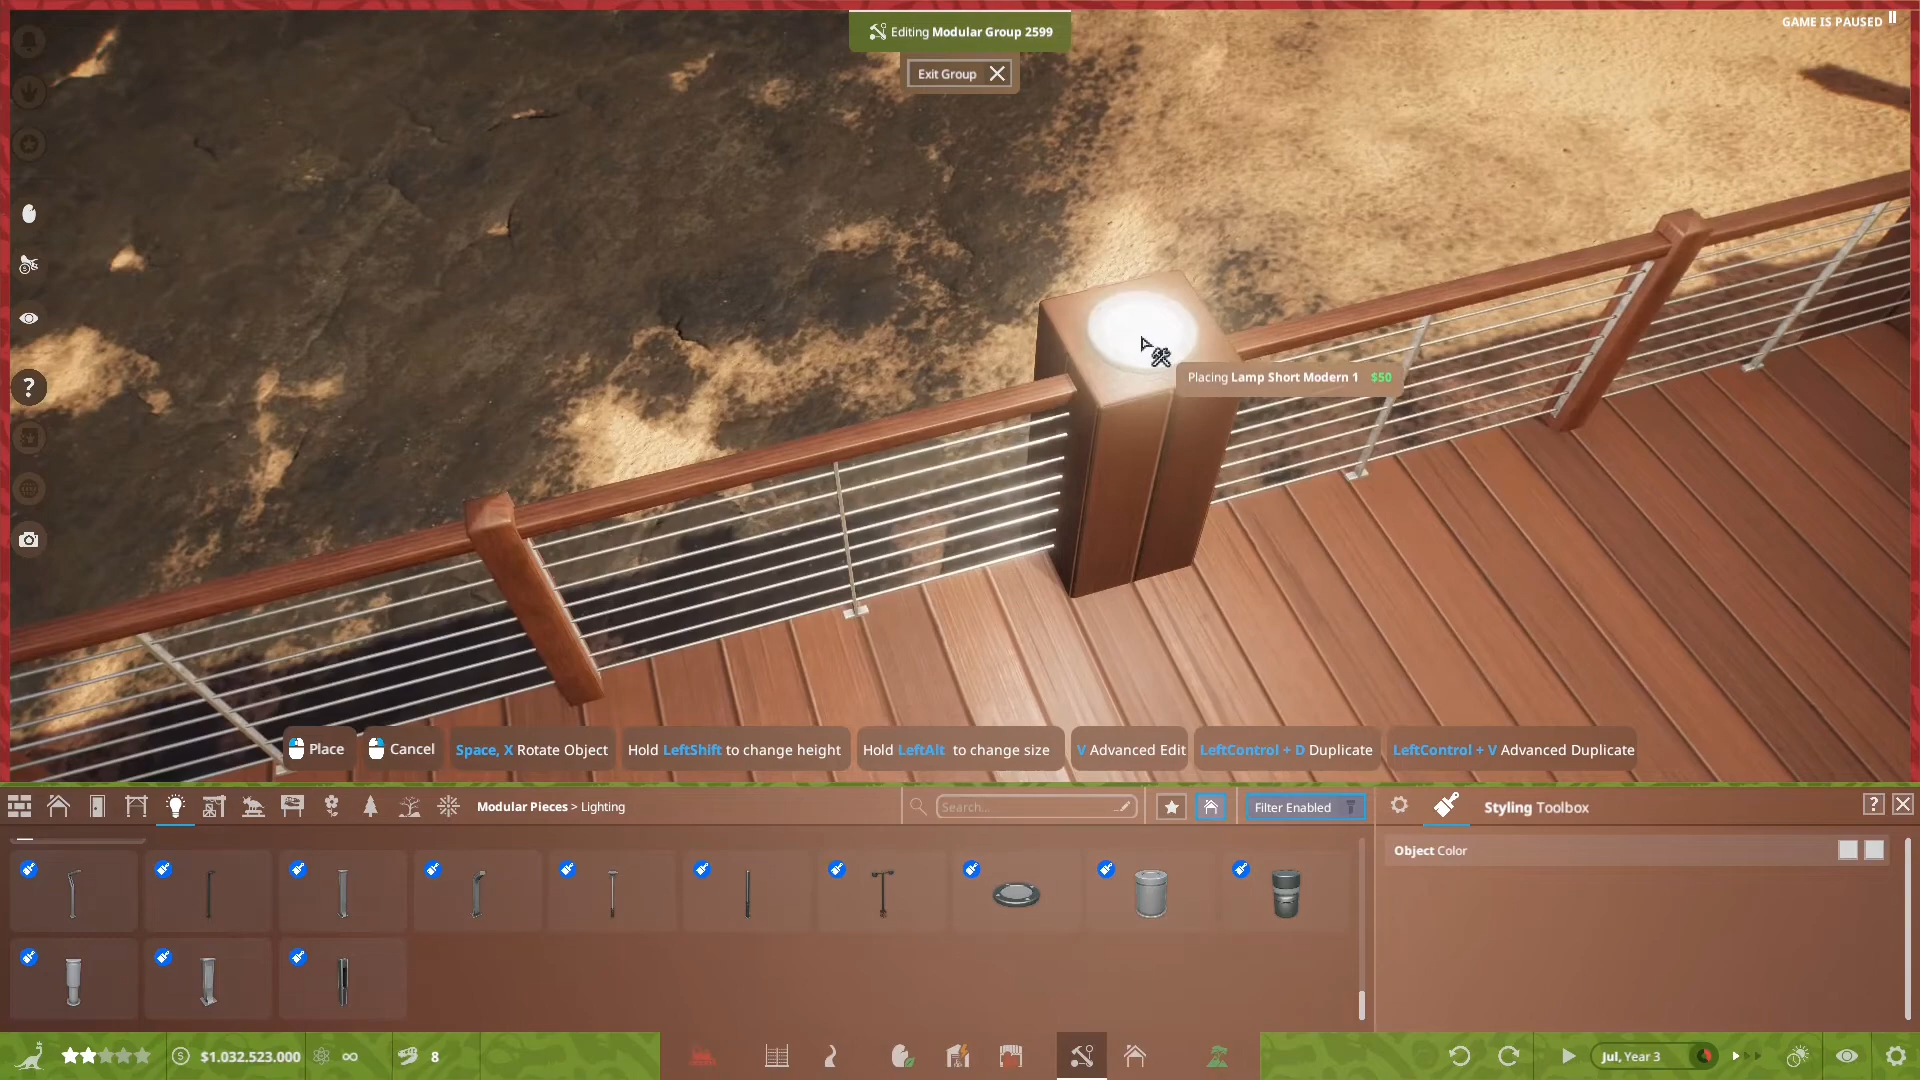 Editing Modular Group 2599
GAME IS PAUSED
Exit Group
?
Placing Lamp Short Modern 1 $50
Place
Cancel
Space, X Rotate Object
Hold LeftShift to change height
Hold LeftAlt to change size
V Advanced Edit
LeftControl + D Duplicate
LeftControl + V Advanced Duplicate
Modular Pieces > Lighting
Search...
Filter Enabled
Styling Toolbox
?
Object Color
$1.032.523.000
∞
8
Jul, Year 3